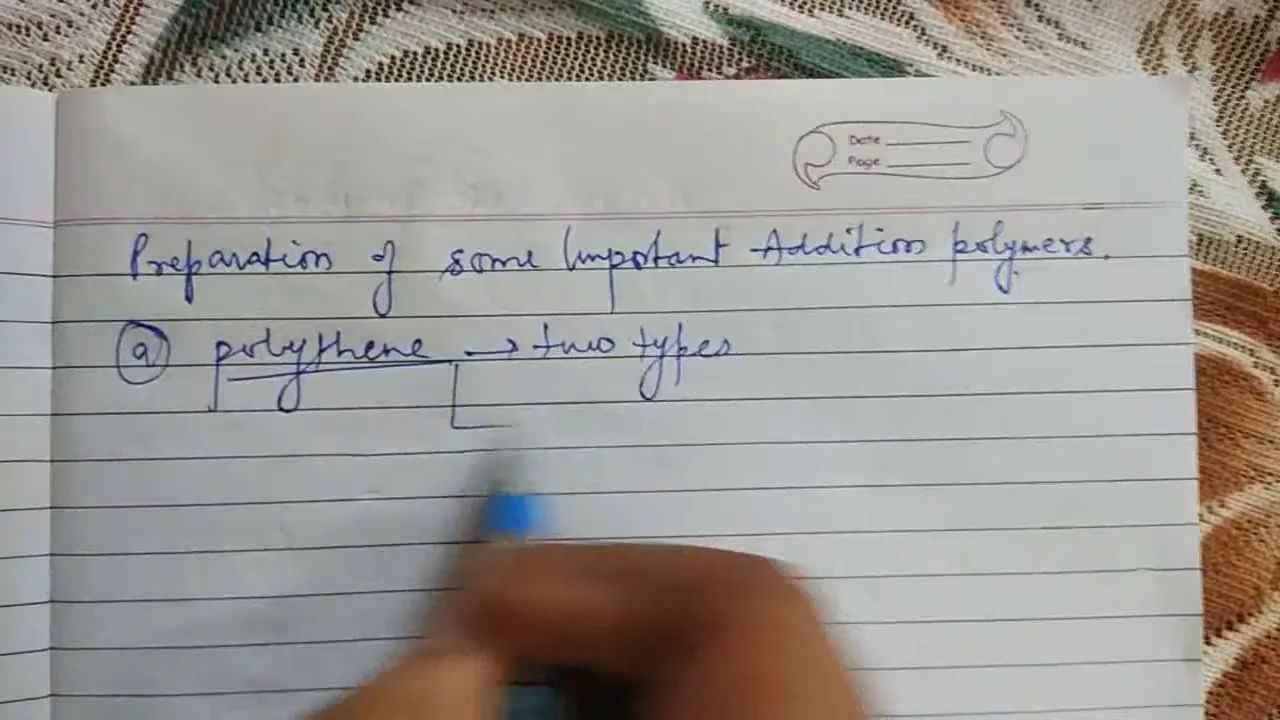 Date
Page
Preparation of some Important Addition polymers.
(a) polythene → two types